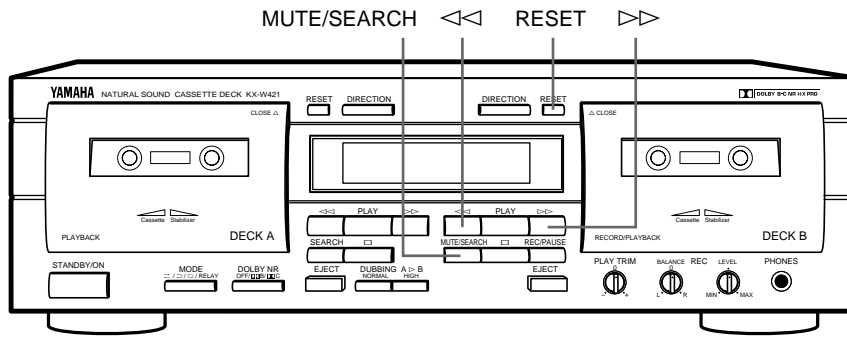 MUTE/SEARCH ◁◁ RESET ▷▷
YAMAHA NATURAL SOUND CASSETTE DECK KX-W421
RESET DIRECTION
DIRECTION RESET
DOLBY B·C NR HX PRO
CLOSE △
△ CLOSE
Cassette Stabilizer
Cassette Stabilizer
◁◁ PLAY ▷▷
◁◁ PLAY ▷▷
PLAYBACK DECK A
SEARCH □
MUTE/SEARCH □ REC/PAUSE
RECORD/PLAYBACK DECK B
STANDBY/ON
MODE
/ RELAY
DOLBY NR
OFF/ B/ C
EJECT
DUBBING A ▷ B
NORMAL HIGH
EJECT
PLAY TRIM
0
− +
BALANCE REC LEVEL
0
L R MIN MAX
PHONES